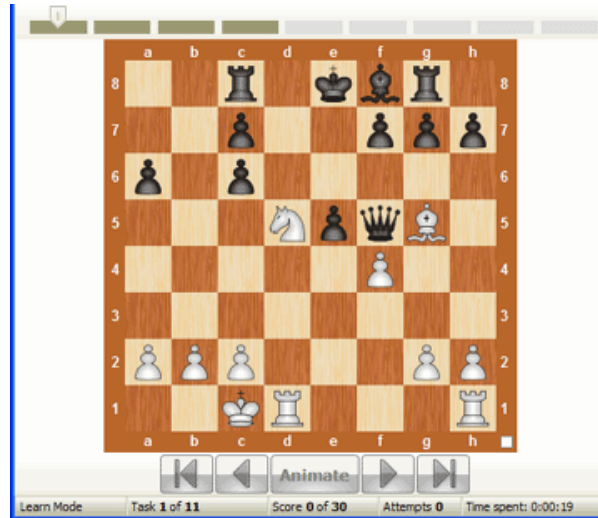 a b c d e f g h
8 8
7 7
6 6
5 5
4 4
3 3
2 2
1 1
a b c d e f g h
Animate
Learn Mode Task 1 of 11 Score 0 of 30 Attempts 0 Time spent: 0:00:19